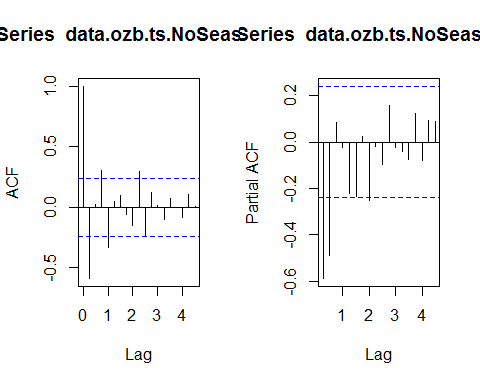 Series data.ozb.ts.NoSeas
Series data.ozb.ts.NoSeas
ACF
1.0
0.5
0.0
-0.5
0 1 2 3 4
Lag
Partial ACF
0.2
0.0
-0.2
-0.4
-0.6
1 2 3 4
Lag